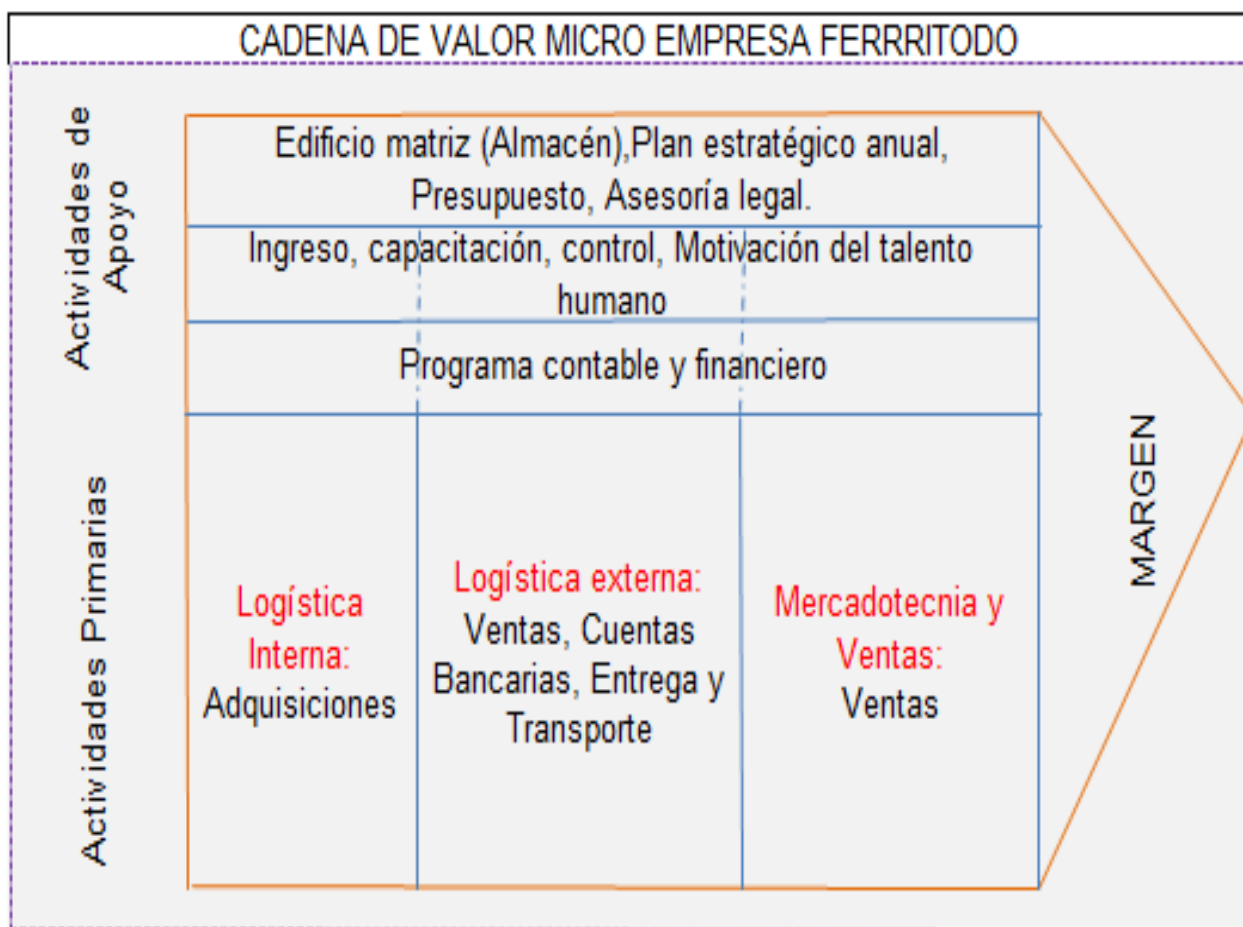 CADENA DE VALOR MICRO EMPRESA FERRRITODO
Actividades de
Apoyo
Edificio matriz (Almacén),Plan estratégico anual,
Presupuesto, Asesoría legal.
Ingreso, capacitación, control, Motivación del talento
humano
Programa contable y financiero
Actividades Primarias
Logística
Interna:
Adquisiciones
Logística externa:
Ventas, Cuentas
Bancarias, Entrega y
Transporte
Mercadotecnia y
Ventas:
Ventas
MARGEN